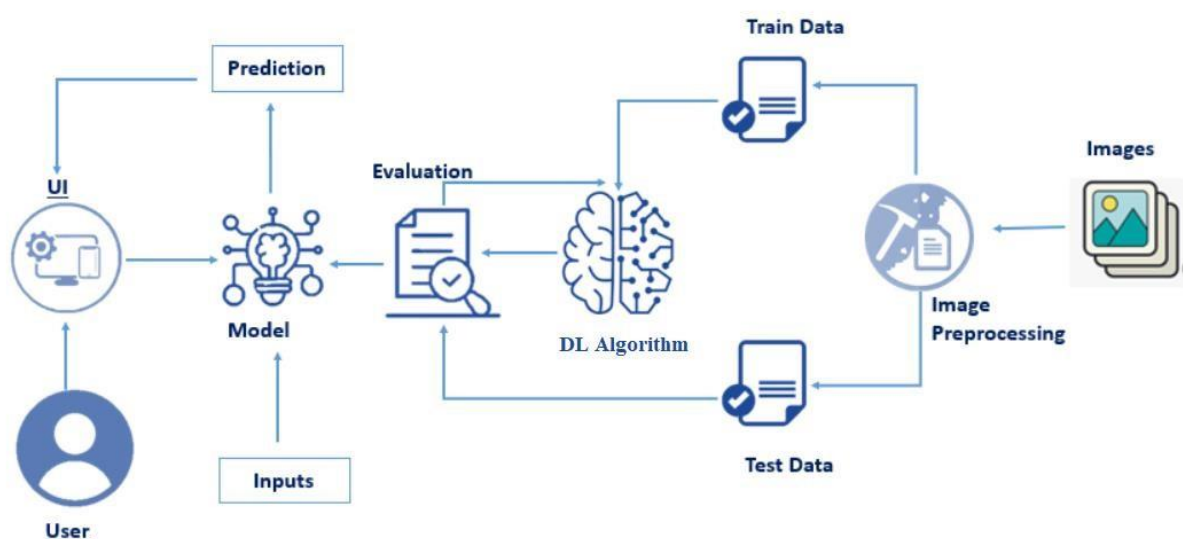 Train Data
Prediction
Images
Evaluation
UI
Image
Preprocessing
Model
DL Algorithm
Test Data
Inputs
User